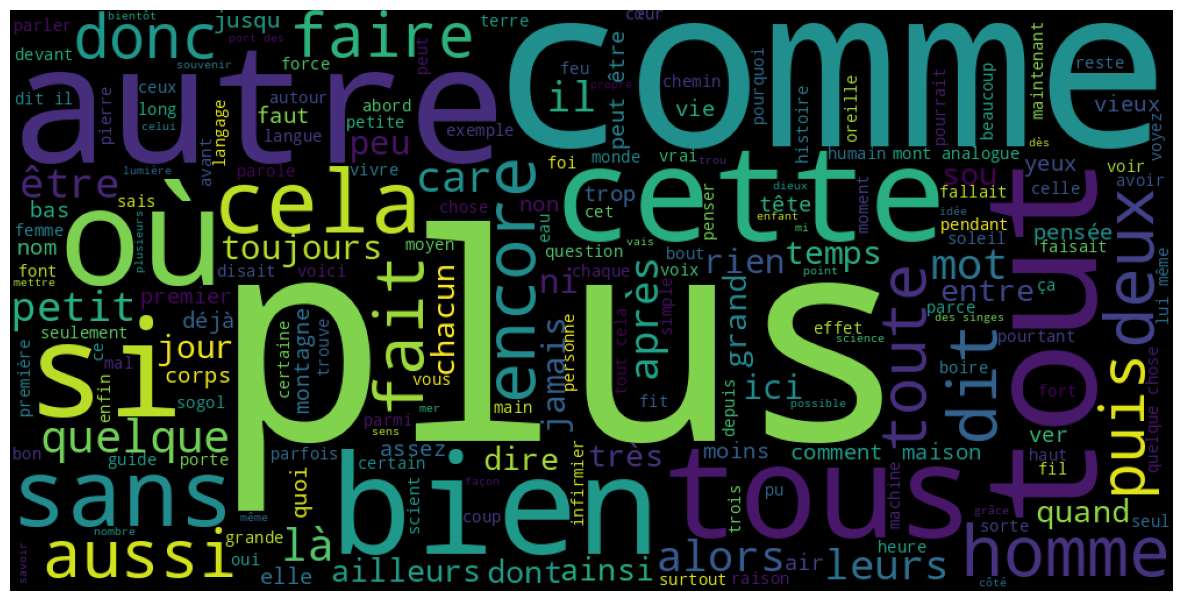 parler
bientôt
donc
jusqu
faire
terre
cœur
comme
devant
souvenir
port des
force
peut
feu
chemin
pourquoi
reste
maintenant
autre
dit il
ceux
long
celui
pierre
langage
autour
faut
langue
abord
petite
exemple
il
propre
peut être
vie
histoire
oreille
pourrait
beaucoup
vieux
voyez
dès
être
lumière
avant
parole
vivre
peu
care
foi
monde
vrai
trou
humain
mont analogue
yeux
voir
sais
cela
chose
non
cette
trop
cet
tête
penser
dieux
enfant
mi
moment
sou
fallait
celle
avoir
bas
femme
nom
plusieurs
où
toujours
moyen
encore
eau
question
vais
idée
pendant
soleil
pensée
faisait
tout
deux
font
mettre
disait
voici
fait
chacun
ni
chaque
bout
voix
rien
temps
point
mot
entre
parce
ça
lui même
petit
premier
plus
après
simple
grand
toute
effet
science
des singes
pourtant
seulement
déjà
première
ce
mal
si
jour
corps
enfin
sogol
certaine
montagne
trouve
vous
parmi
mer
sens
main
jamais
personne
tout cela
fit
depuis
ici
possible
boire
dit
fort
puis
quelque chose
quelque
bon
guide
porte
parfois
quoi
assez
certain
dire
infirmier
très
moins
comment
maison
ver
haut
fil
sans
même
bien
façon
scient
coup
tous
trois
pu
machine
grâce
sorte
quand
seul
nombre
savoir
aussi
grande
oui
là
elle
ailleurs
dont
ainsi
alors
surtout
air
raison
heure
leurs
homme
côté